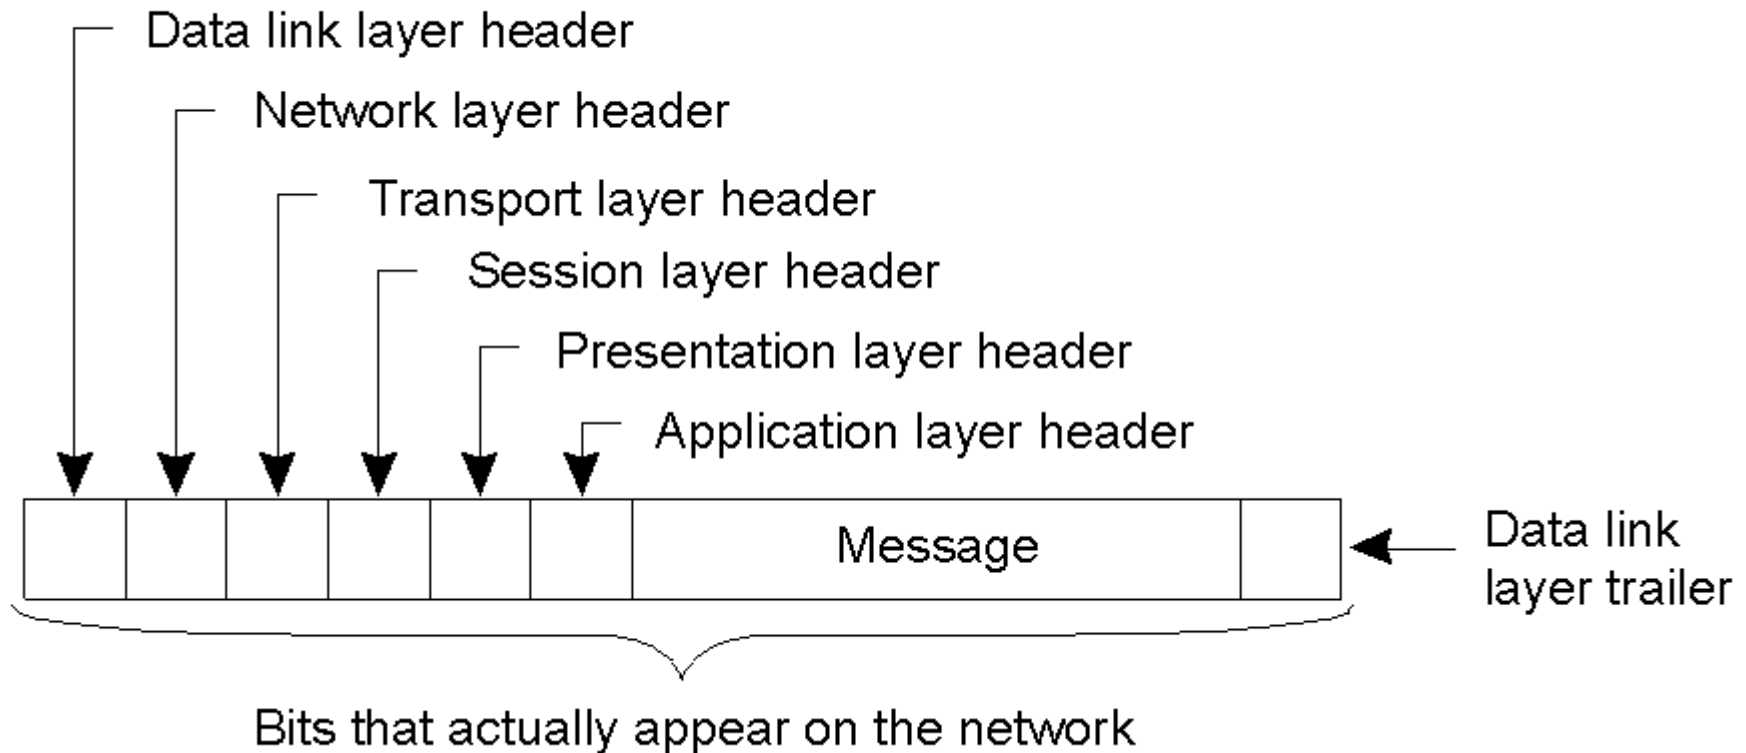 Data link layer header
Network layer header
Transport layer header
Session layer header
Presentation layer header
Application layer header
Message
Data link
layer trailer
Bits that actually appear on the network